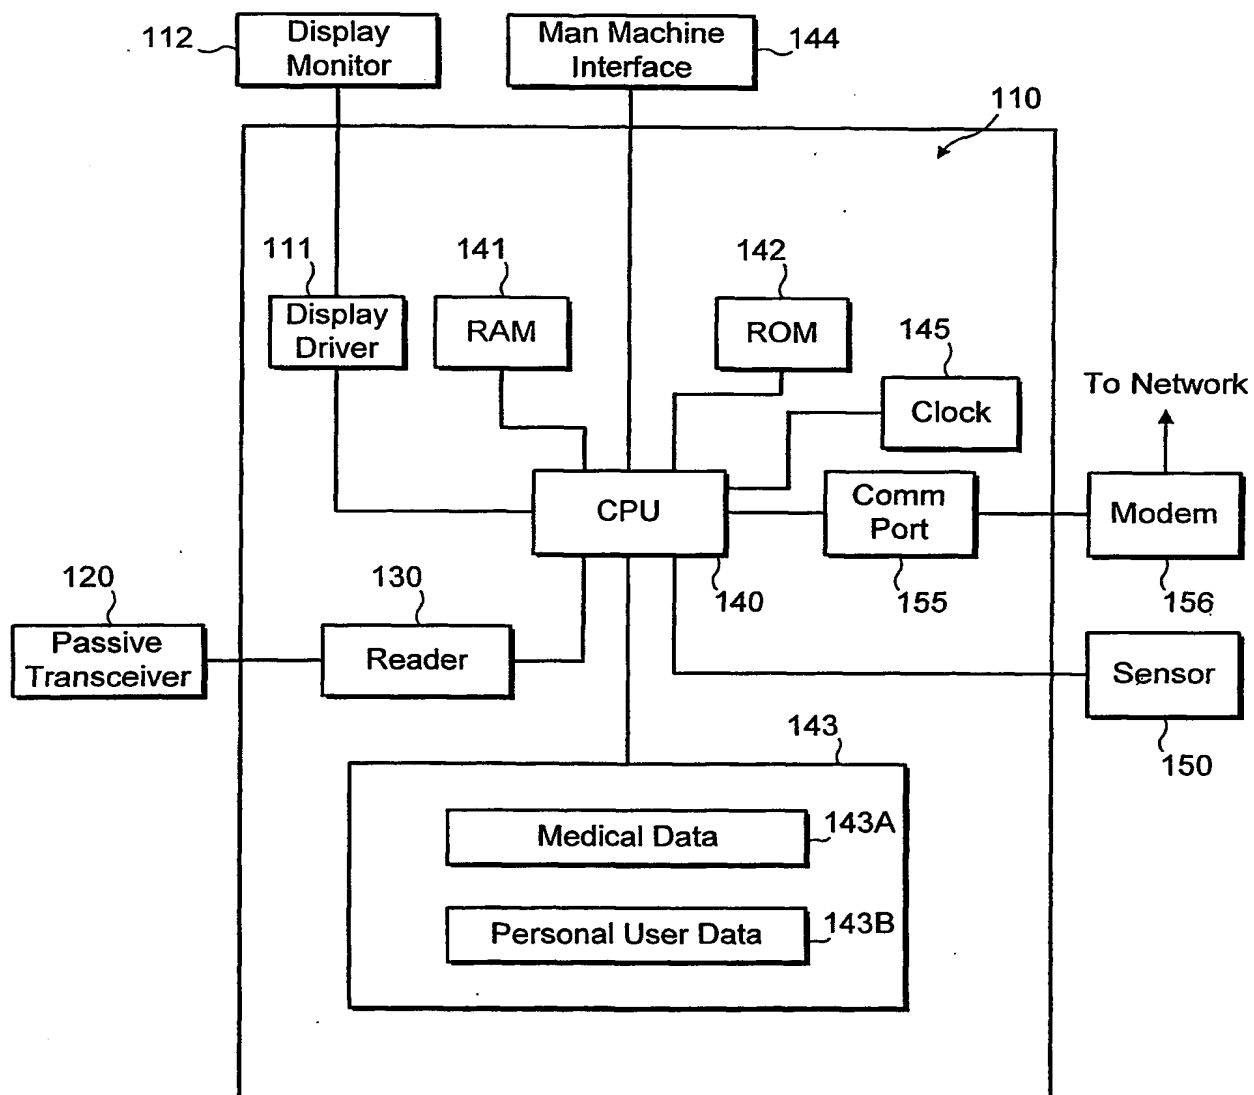 112
Display
Monitor
Man Machine
Interface
144
110
111
Display
Driver
141
RAM
142
ROM
145
Clock
To Network
CPU
140
Comm
Port
155
Modem
156
120
Passive
Transceiver
130
Reader
Sensor
150
143
Medical Data
143A
Personal User Data
143B